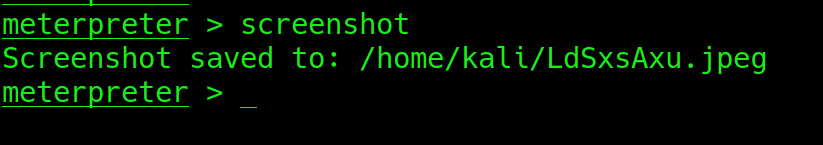 meterpreter > screenshot
Screenshot saved to: /home/kali/LdSxsAxu.jpeg
meterpreter > _